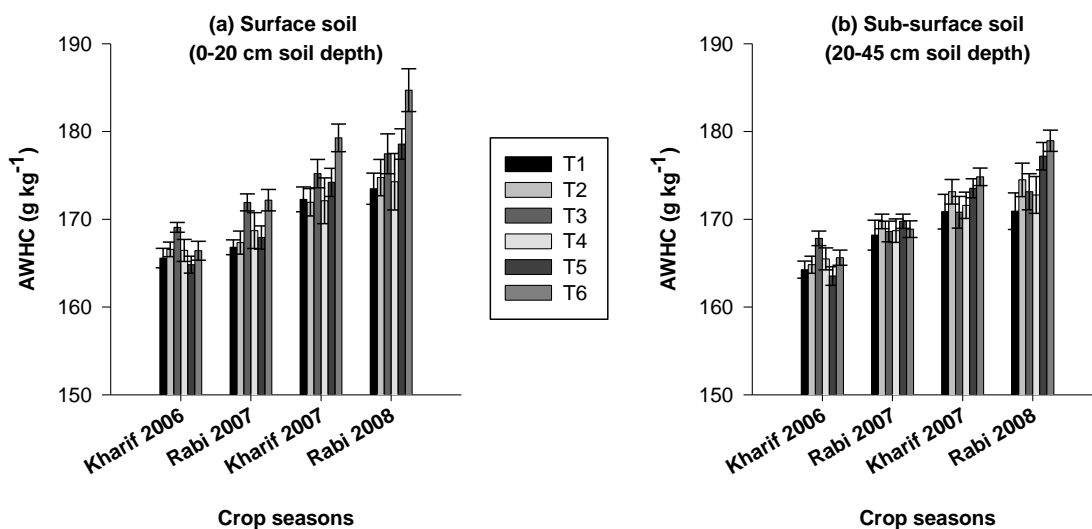 (a) Surface soil
(0-20 cm soil depth)
AWHC (g kg-1)
190
180
170
160
150
Kharif 2006
Rabi 2007
Kharif 2007
Rabi 2008
Crop seasons
T1
T2
T3
T4
T5
T6
(b) Sub-surface soil
(20-45 cm soil depth)
AWHC (g kg-1)
190
180
170
160
150
Kharif 2006
Rabi 2007
Kharif 2007
Rabi 2008
Crop seasons